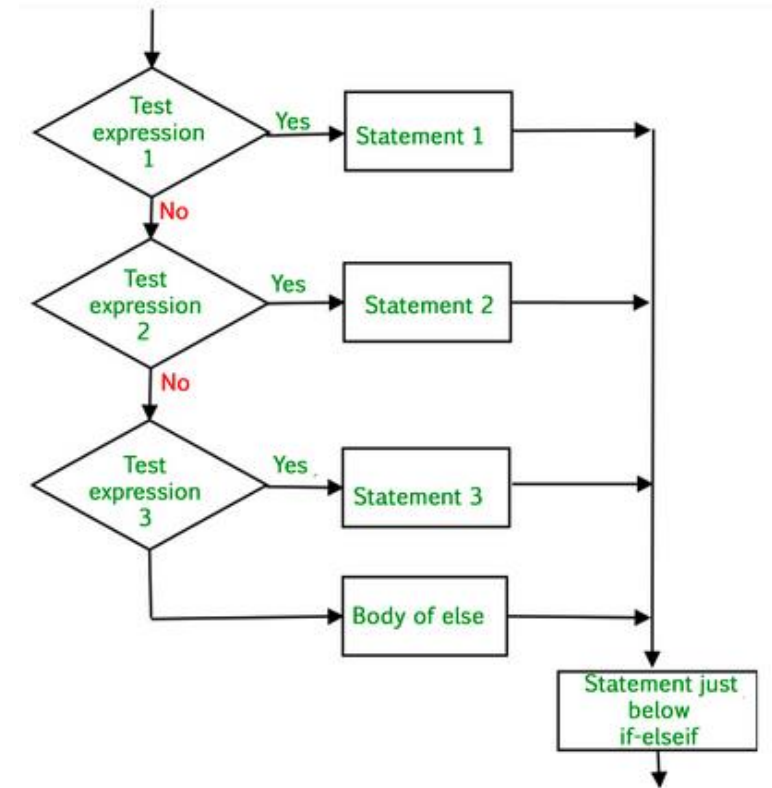 Test
expression
1
Yes
Statement 1
No
Test
expression
2
Yes
Statement 2
No
Test
expression
3
Yes
Statement 3
Body of else
Statement just
below
if-elseif